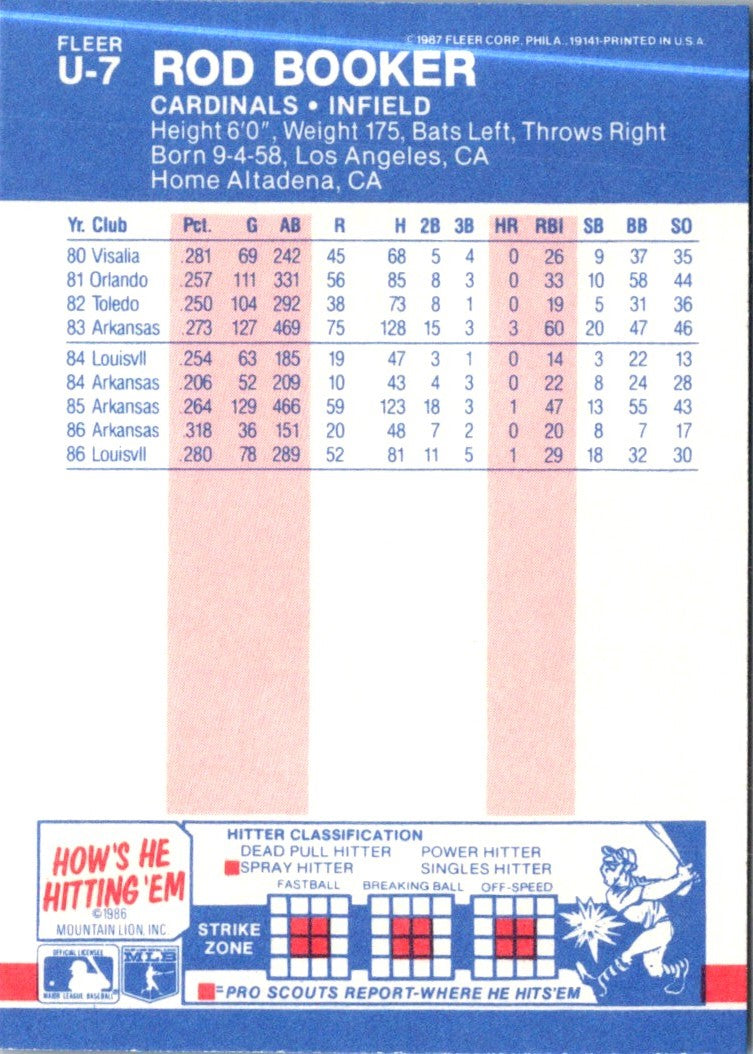 FLEER
U-7
© 1987 FLEER CORP. PHILA., 19141-PRINTED IN U.S.A.
ROD BOOKER
CARDINALS • INFIELD
Height 6'0", Weight 175, Bats Left, Throws Right
Born 9-4-58, Los Angeles, CA
Home Altadena, CA
Yr. Club Pct. G AB R H 2B 3B HR RBI SB BB SO
80 Visalia .281 69 242 45 68 5 4 0 26 9 37 35
81 Orlando .257 111 331 56 85 8 3 0 33 10 58 44
82 Toledo .250 104 292 38 73 8 1 0 19 5 31 36
83 Arkansas .273 127 469 75 128 15 3 3 60 20 47 46
84 Louisvll .254 63 185 19 47 3 1 0 14 3 22 13
84 Arkansas .206 52 209 10 43 4 3 0 22 8 24 28
85 Arkansas .264 129 466 59 123 18 3 1 47 13 55 43
86 Arkansas .318 36 151 20 48 7 2 0 20 8 7 17
86 Louisvll .280 78 289 52 81 11 5 1 29 18 32 30
HOW'S HE
HITTING 'EM
©1986
MOUNTAIN LION, INC.
HITTER CLASSIFICATION
DEAD PULL HITTER POWER HITTER
SPRAY HITTER SINGLES HITTER
FASTBALL BREAKING BALL OFF-SPEED
STRIKE
ZONE
=PRO SCOUTS REPORT-WHERE HE HITS 'EM
OFFICIAL LICENSEE
MAJOR LEAGUE BASEBALL
MLB